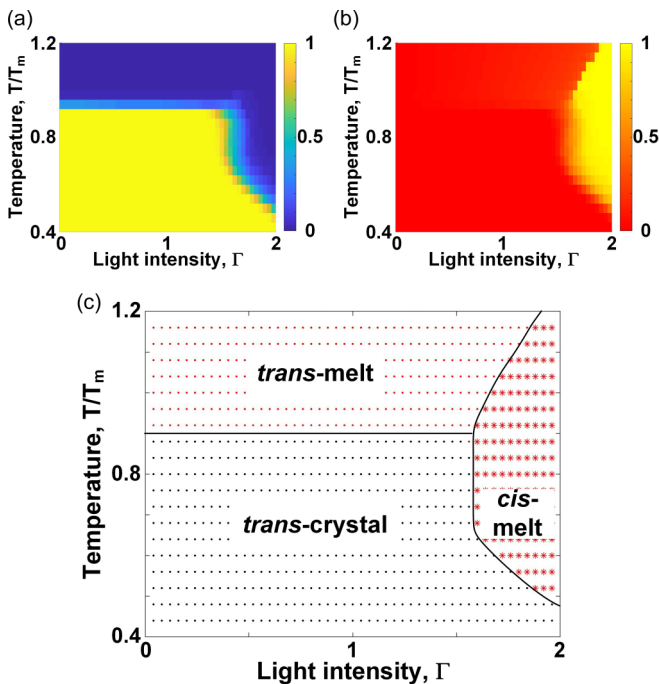 (a)
(b)
Temperature, T/Tm
1.2
0.8
0.4
0
1
2
Light intensity, Γ
1
0.5
0
Temperature, T/Tm
1.2
0.8
0.4
0
1
2
Light intensity, Γ
1
0.5
0
(c)
Temperature, T/Tm
1.2
0.8
0.4
trans-melt
trans-crystal
cis-
melt
0
1
2
Light intensity, Γ